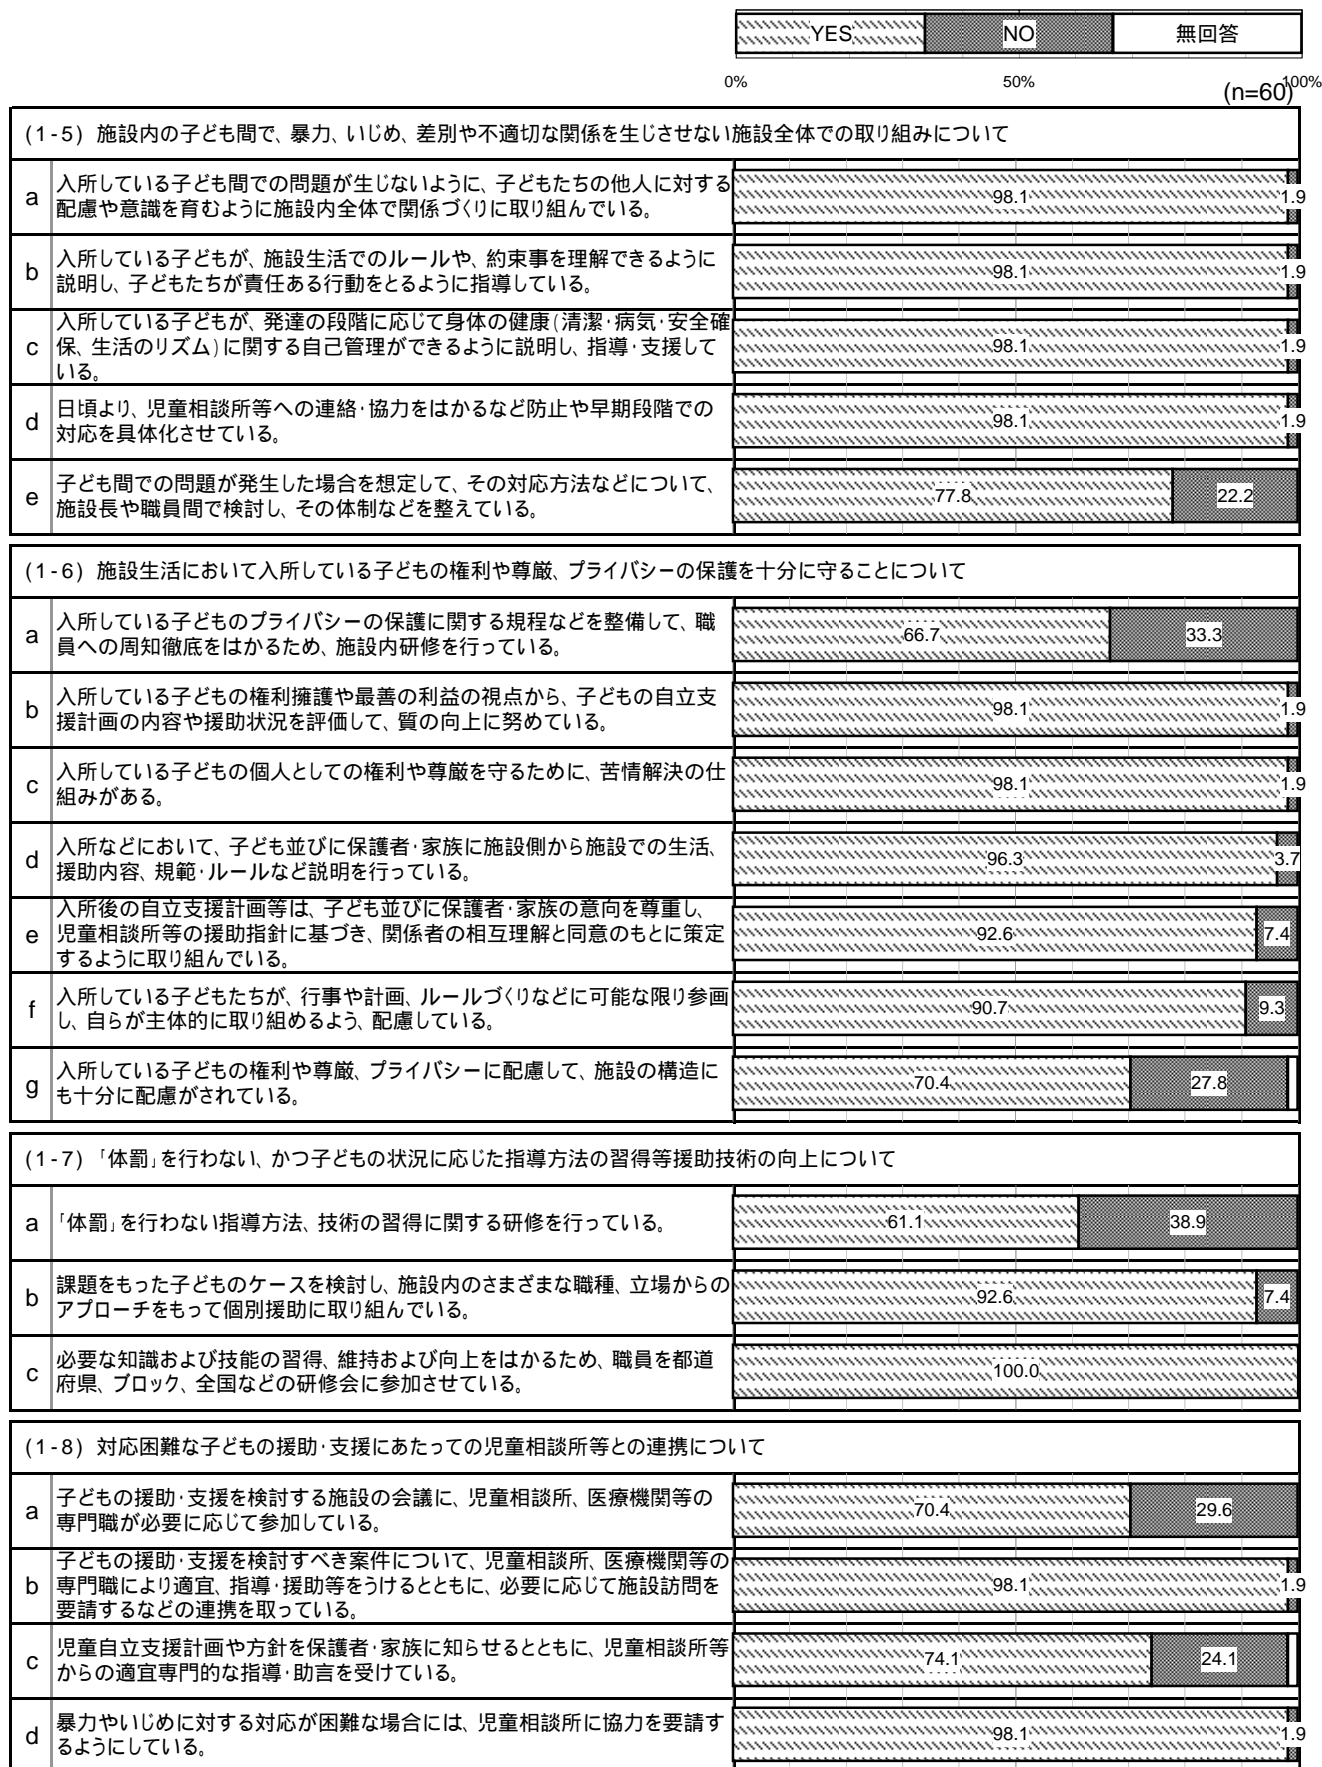 YES NO 無回答
0% 50% 100%
(n=60)
(1-5) 施設内の子ども間で、暴力、いじめ、差別や不適切な関係を生じさせない施設全体での取り組みについて
a 入所している子ども間での問題が生じないように、子どもたちの他人に対する
配慮や意識を育むように施設内全体で関係づくりに取り組んでいる。
98.1 1.9
b 入所している子どもが、施設生活でのルールや、約束事を理解できるように
説明し、子どもたちが責任ある行動をとるように指導している。
98.1 1.9
c 入所している子どもが、発達の段階に応じて身体の健康(清潔・病気・安全確
保、生活のリズム)に関する自己管理ができるように説明し、指導・支援して
いる。
98.1 1.9
d 日頃より、児童相談所等への連絡・協力をはかるなど防止や早期段階での
対応を具体化させている。
98.1 1.9
e 子ども間での問題が発生した場合を想定して、その対応方法などについて、
施設長や職員間で検討し、その体制などを整えている。
77.8 22.2
(1-6) 施設生活において入所している子どもの権利や尊厳、プライバシーの保護を十分に守ることについて
a 入所している子どものプライバシーの保護に関する規程などを整備して、職
員への周知徹底をはかるため、施設内研修を行っている。
66.7 33.3
b 入所している子どもの権利擁護や最善の利益の視点から、子どもの自立支
援計画の内容や援助状況を評価して、質の向上に努めている。
98.1 1.9
c 入所している子どもの個人としての権利や尊厳を守るために、苦情解決の仕
組みがある。
98.1 1.9
d 入所などにおいて、子ども並びに保護者・家族に施設側から施設での生活、
援助内容、規範・ルールなど説明を行っている。
96.3 3.7
e 入所後の自立支援計画等は、子ども並びに保護者・家族の意向を尊重し、
児童相談所等の援助指針に基づき、関係者の相互理解と同意のもとに策定
するように取り組んでいる。
92.6 7.4
f 入所している子どもたちが、行事や計画、ルールづくりなどに可能な限り参画
し、自らが主体的に取り組めるよう、配慮している。
90.7 9.3
g 入所している子どもの権利や尊厳、プライバシーに配慮して、施設の構造に
も十分に配慮がされている。
70.4 27.8
(1-7) 「体罰」を行わない、かつ子どもの状況に応じた指導方法の習得等援助技術の向上について
a 「体罰」を行わない指導方法、技術の習得に関する研修を行っている。
61.1 38.9
b 課題をもった子どものケースを検討し、施設内のさまざまな職種、立場からの
アプローチをもって個別援助に取り組んでいる。
92.6 7.4
c 必要な知識および技能の習得、維持および向上をはかるため、職員を都道
府県、ブロック、全国などの研修会に参加させている。
100.0
(1-8) 対応困難な子どもの援助・支援にあたっての児童相談所等との連携について
a 子どもの援助・支援を検討する施設の会議に、児童相談所、医療機関等の
専門職が必要に応じて参加している。
70.4 29.6
b 子どもの援助・支援を検討すべき案件について、児童相談所、医療機関等の
専門職により適宜、指導・援助等をうけるとともに、必要に応じて施設訪問を
要請するなどの連携を取っている。
98.1 1.9
c 児童自立支援計画や方針を保護者・家族に知らせるとともに、児童相談所等
からの適宜専門的な指導・助言を受けている。
74.1 24.1
d 暴力やいじめに対する対応が困難な場合には、児童相談所に協力を要請す
るようにしている。
98.1 1.9